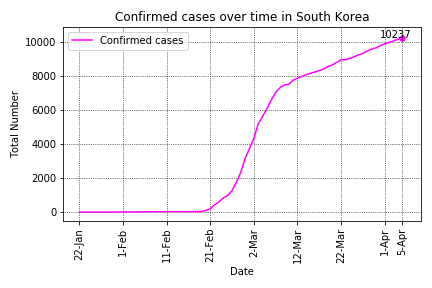 Confirmed cases over time in South Korea
10237
Confirmed cases
10000
8000
6000
4000
2000
0
Total Number
22-Jan
1-Feb
11-Feb
21-Feb
2-Mar
12-Mar
22-Mar
1-Apr
5-Apr
Date